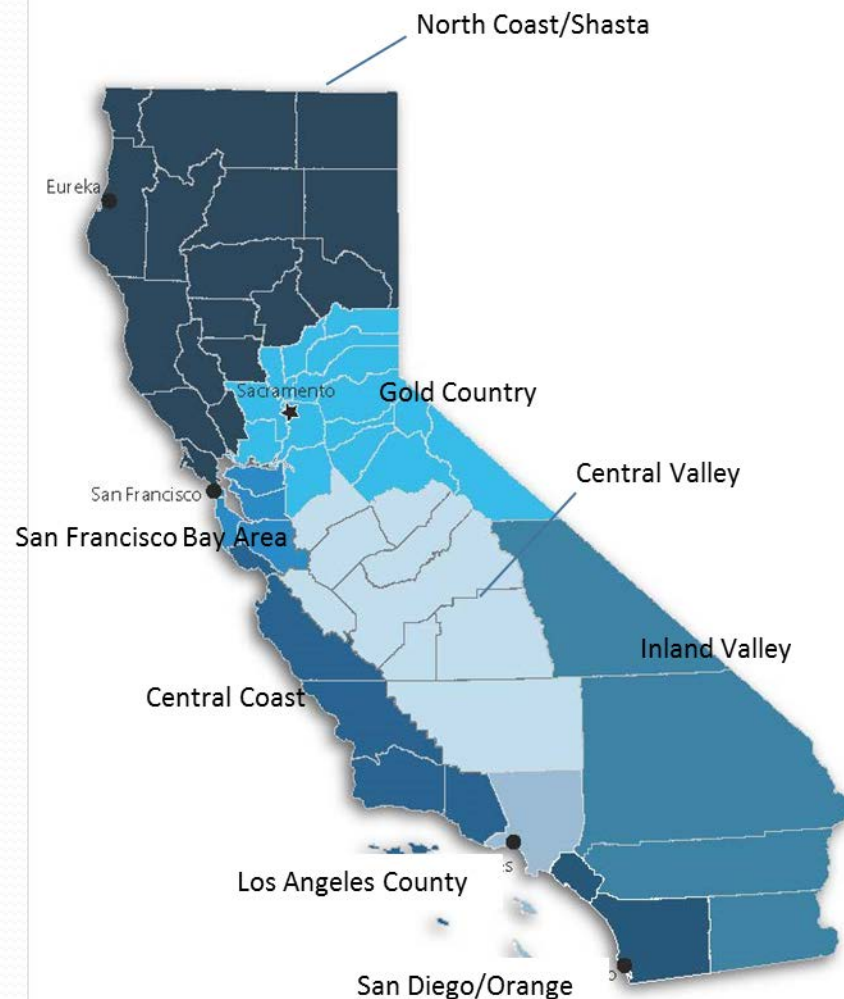 North Coast/Shasta
Eureka
Sacramento
Gold Country
Central Valley
San Francisco
San Francisco Bay Area
Inland Valley
Central Coast
Los Angeles County
es
San Diego/Orange
o